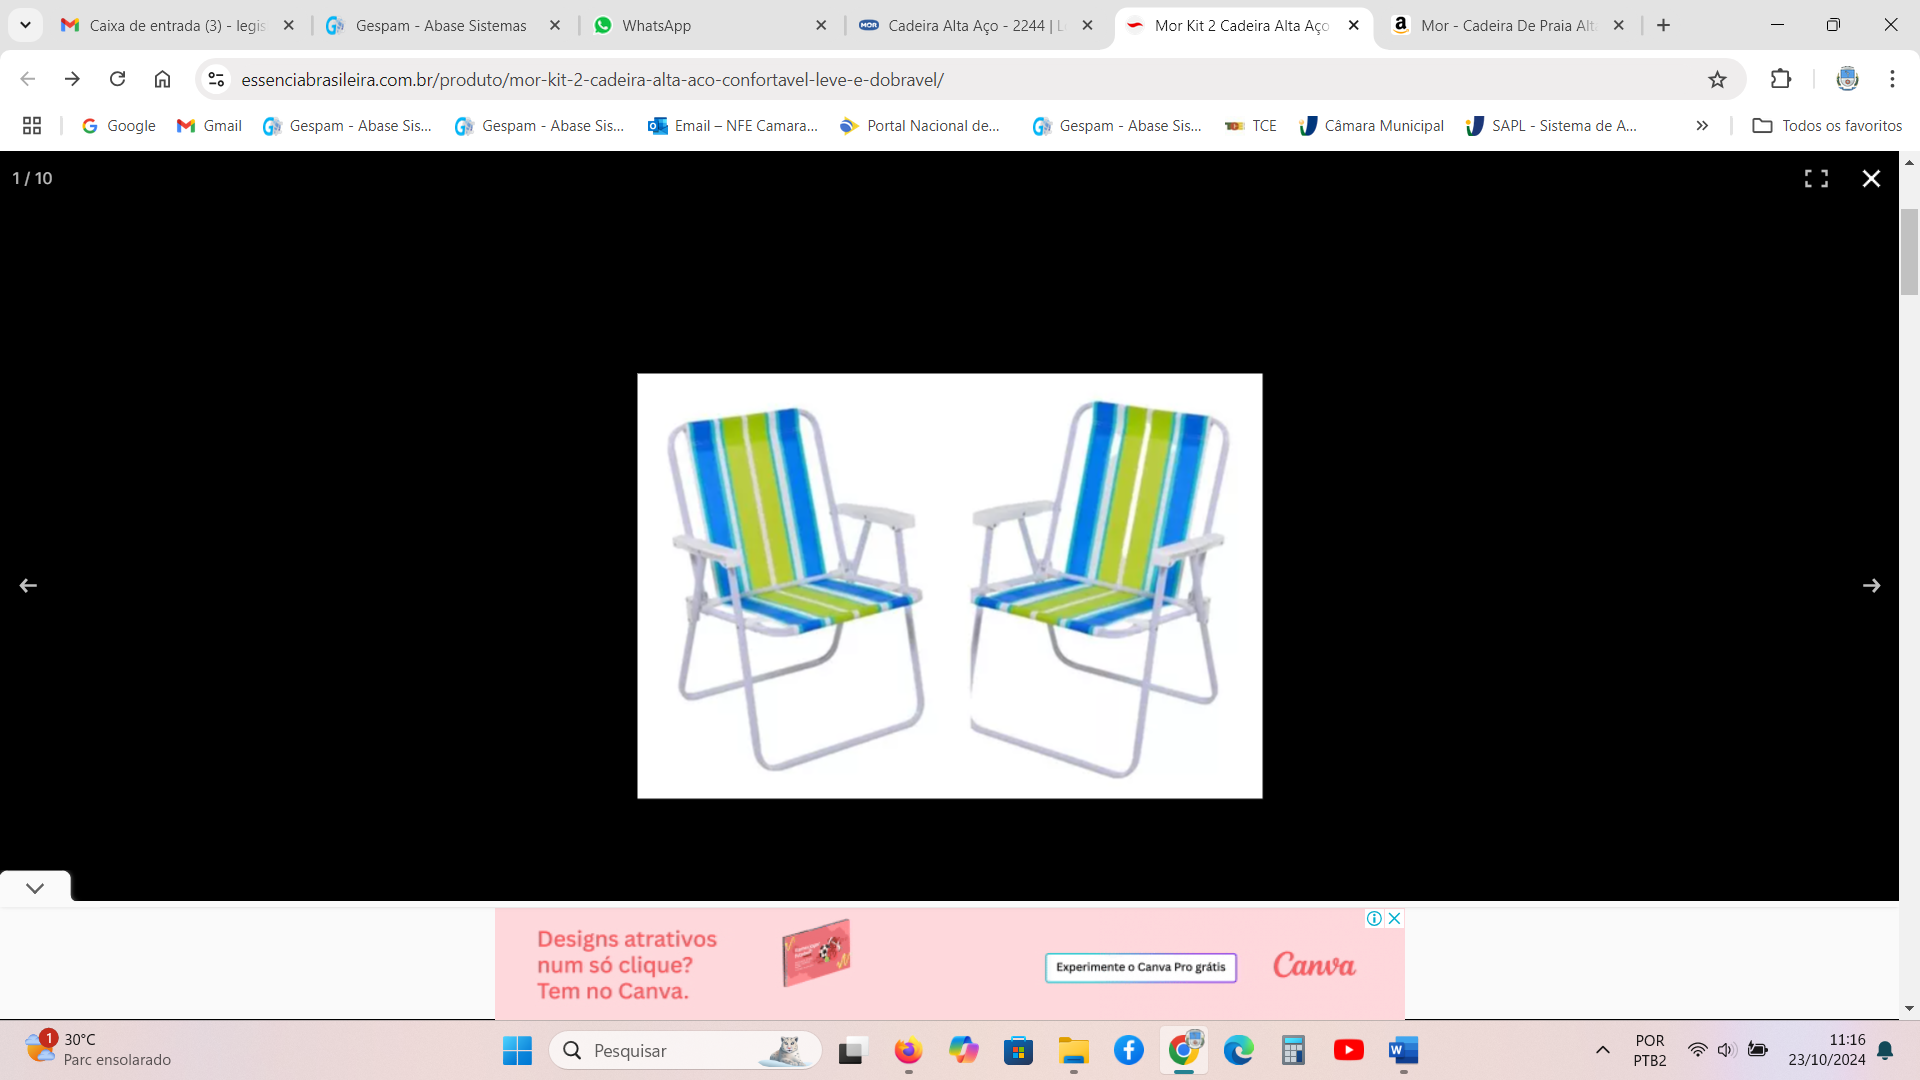 Caixa de entrada (3) - legis
Gespam - Abase Sistemas
WhatsApp
Cadeira Alta Aço - 2244 | L
Mor Kit 2 Cadeira Alta Aço
Mor - Cadeira De Praia Alta
essenciabrasileira.com.br/produto/mor-kit-2-cadeira-alta-aco-confortavel-leve-e-dobravel/
Google
Gmail
Gespam - Abase Sis...
Gespam - Abase Sis...
Email – NFE Camara...
Portal Nacional de...
Gespam - Abase Sis...
TCE
Câmara Municipal
SAPL - Sistema de A...
Todos os favoritos
1 / 10
Designs atrativos
num só clique?
Tem no Canva.
Experimente o Canva Pro grátis
Canva
1
30°C
Parc ensolarado
Pesquisar
POR
PTB2
11:16
23/10/2024